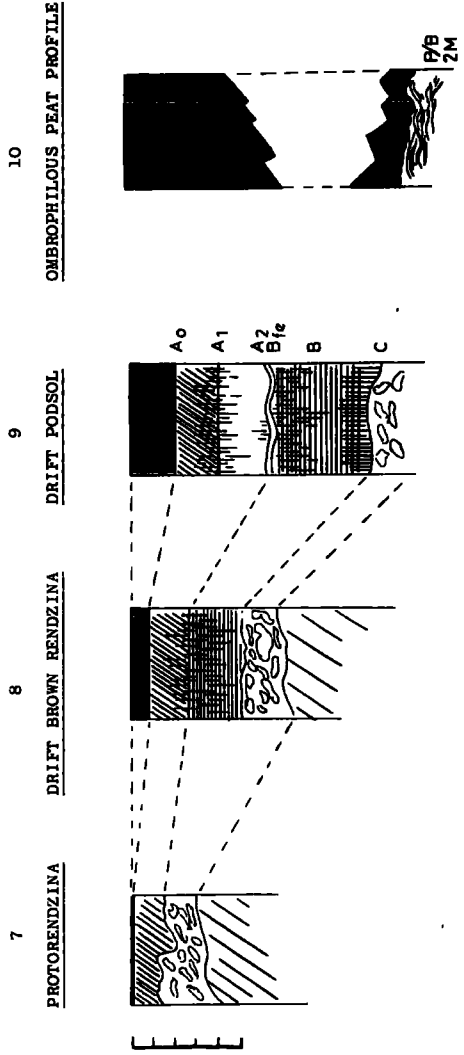 7
PROTORENDZINA
8
DRIFT BROWN RENDZINA
9
DRIFT PODSOL
Ao
A1
A2
Bfe
B
C
10
OMBROPHILOUS PEAT PROFILE
P/B
2M